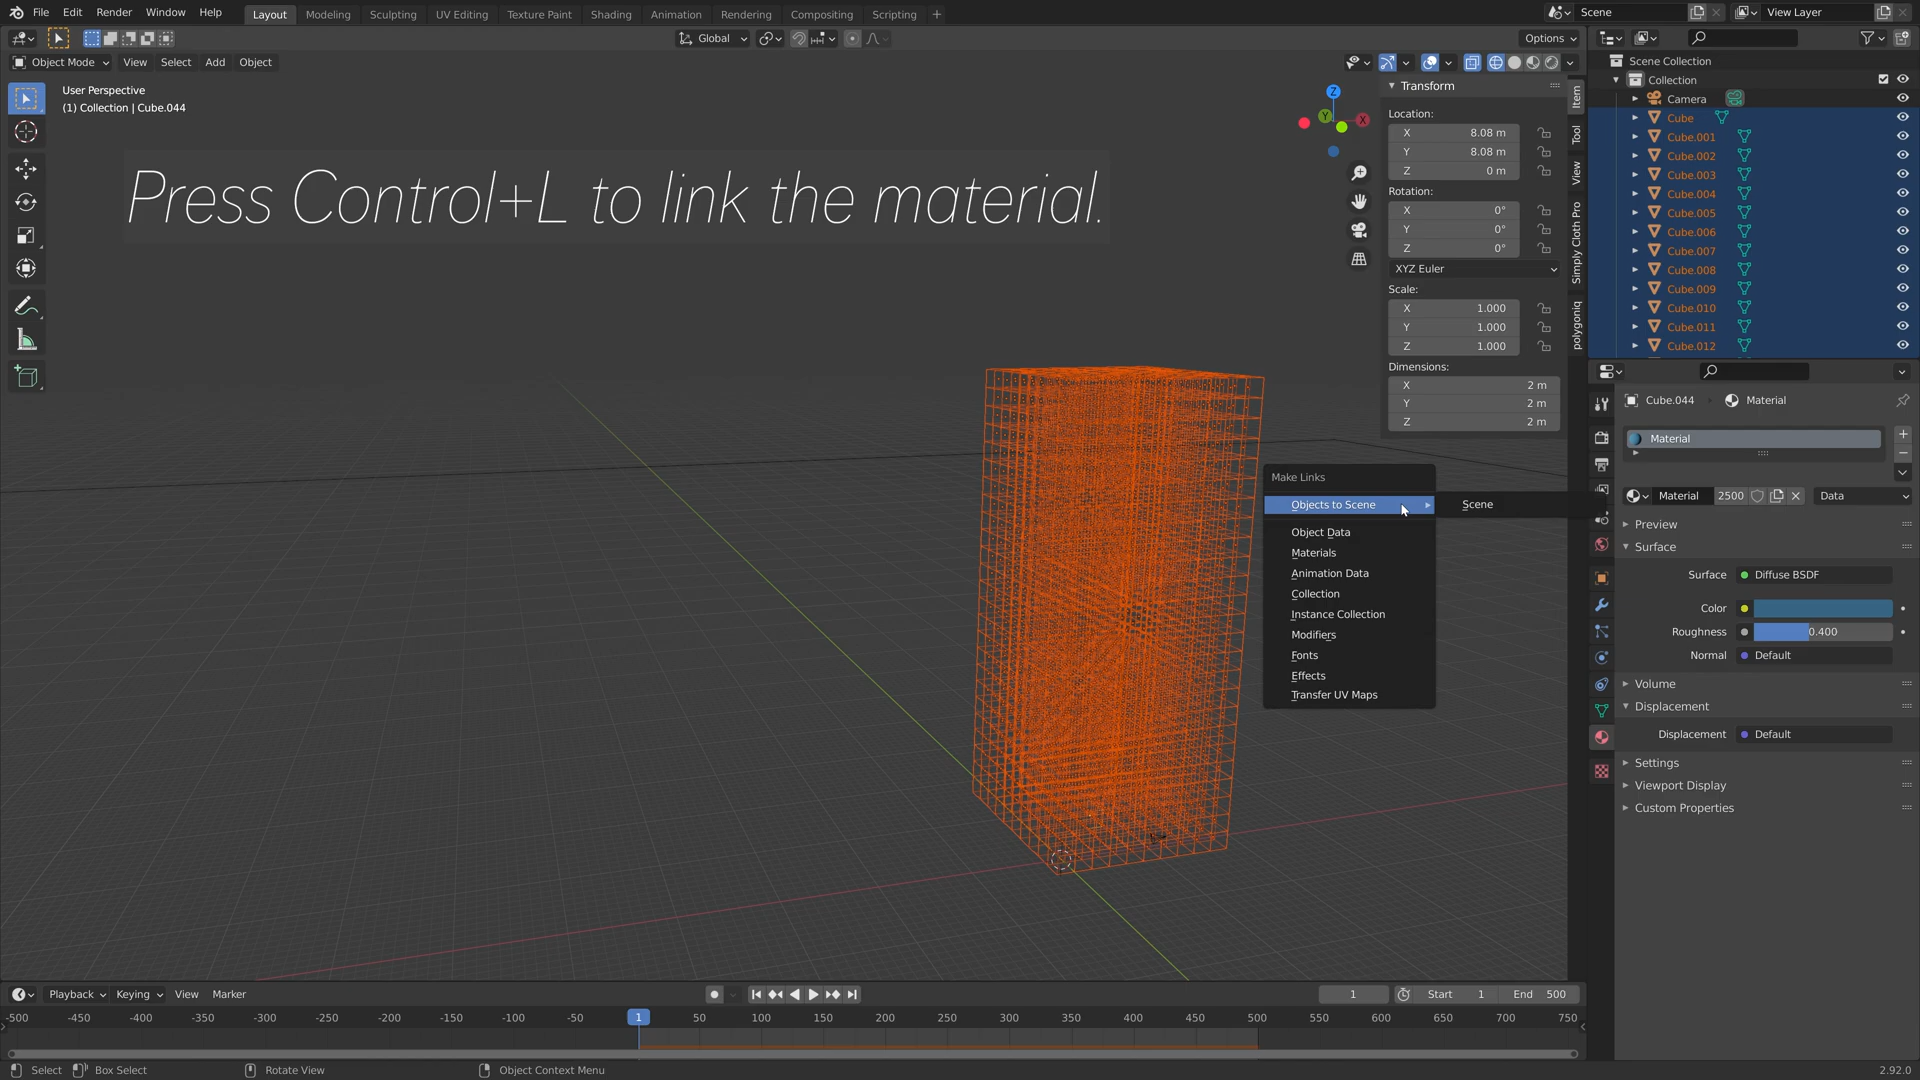 File Edit Render Window Help
Layout Modeling Sculpting UV Editing Texture Paint Shading Animation Rendering Compositing Scripting +
Scene View Layer
Global Options
Object Mode View Select Add Object
User Perspective
(1) Collection | Cube.044
Press Control+L to link the material.
Z
Y X
Transform
Location:
X 8.08 m
Y 8.08 m
Z 0 m
Rotation:
X 0°
Y 0°
Z 0°
XYZ Euler
Scale:
X 1.000
Y 1.000
Z 1.000
Dimensions:
X 2 m
Y 2 m
Z 2 m
Item
Tool
View
Simply Cloth Pro
polygoniq
Make Links
Objects to Scene
Scene
Object Data
Materials
Animation Data
Collection
Instance Collection
Modifiers
Fonts
Effects
Transfer UV Maps
Scene Collection
Collection
Camera
Cube
Cube.001
Cube.002
Cube.003
Cube.004
Cube.005
Cube.006
Cube.007
Cube.008
Cube.009
Cube.010
Cube.011
Cube.012
Cube.044 Material
Material
Material 2500 Data
Preview
Surface
Surface Diffuse BSDF
Color
Roughness 0.400
Normal Default
Volume
Displacement
Displacement Default
Settings
Viewport Display
Custom Properties
Playback Keying View Marker
1 Start 1 End 500
-500 -450 -400 -350 -300 -250 -200 -150 -100 -50 1 50 100 150 200 250 300 350 400 450 500 550 600 650 700 750
Select Box Select Rotate View Object Context Menu 2.92.0